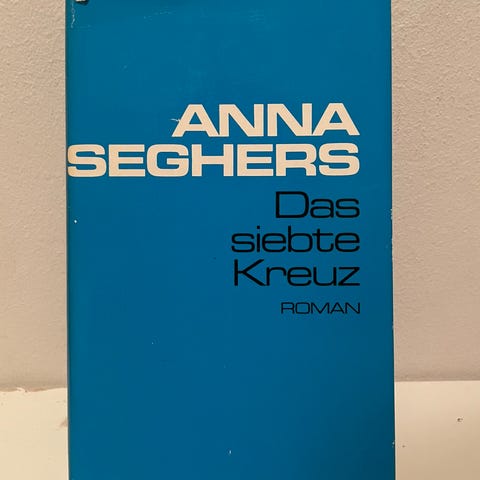 ANNA
SEGHERS
Das
siebte
Kreuz
ROMAN